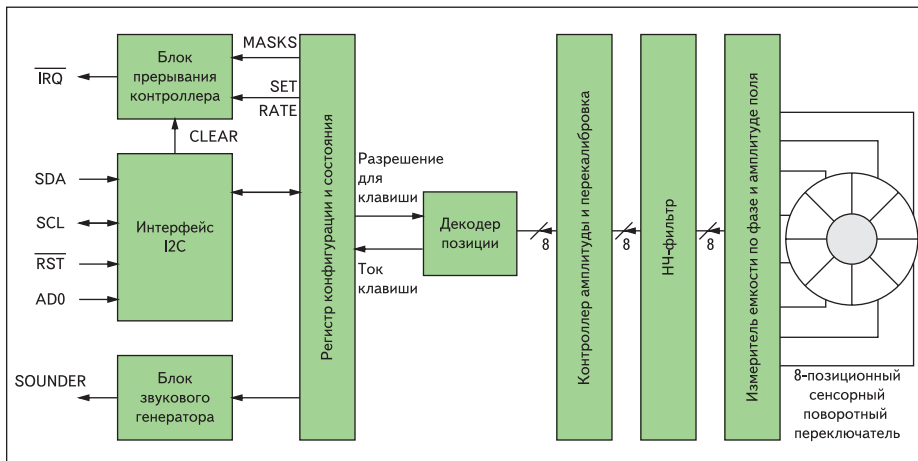 MASKS
Блок
прерывания
контроллера
IRQ
SET
RATE
CLEAR
SDA
SCL
RST
AD0
Интерфейс
I2C
Регистр конфигурации и состояния
Разрешение
для
клавиши
Ток
клавиши
Декодер
позиции
8
Контроллер амплитуды и перекалибровка
8
НЧ-фильтр
8
Измеритель емкости по фазе и амплитуде поля
SOUNDER
Блок
звукового
генератора
8-позиционный
сенсорный
поворотный
переключатель